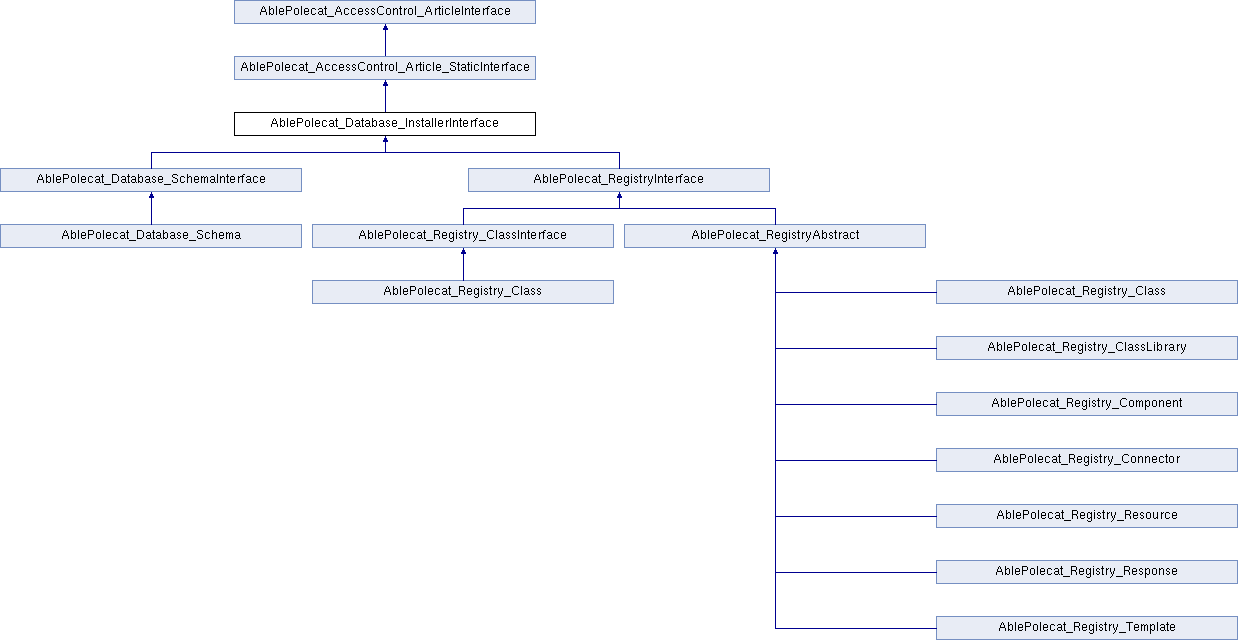 AblePolecat_AccessControl_ArticleInterface
AblePolecat_AccessControl_Article_StaticInterface
AblePolecat_Database_InstallerInterface
AblePolecat_Database_SchemaInterface
AblePolecat_RegistryInterface
AblePolecat_Database_Schema
AblePolecat_Registry_ClassInterface
AblePolecat_RegistryAbstract
AblePolecat_Registry_Class
AblePolecat_Registry_Class
AblePolecat_Registry_ClassLibrary
AblePolecat_Registry_Component
AblePolecat_Registry_Connector
AblePolecat_Registry_Resource
AblePolecat_Registry_Response
AblePolecat_Registry_Template